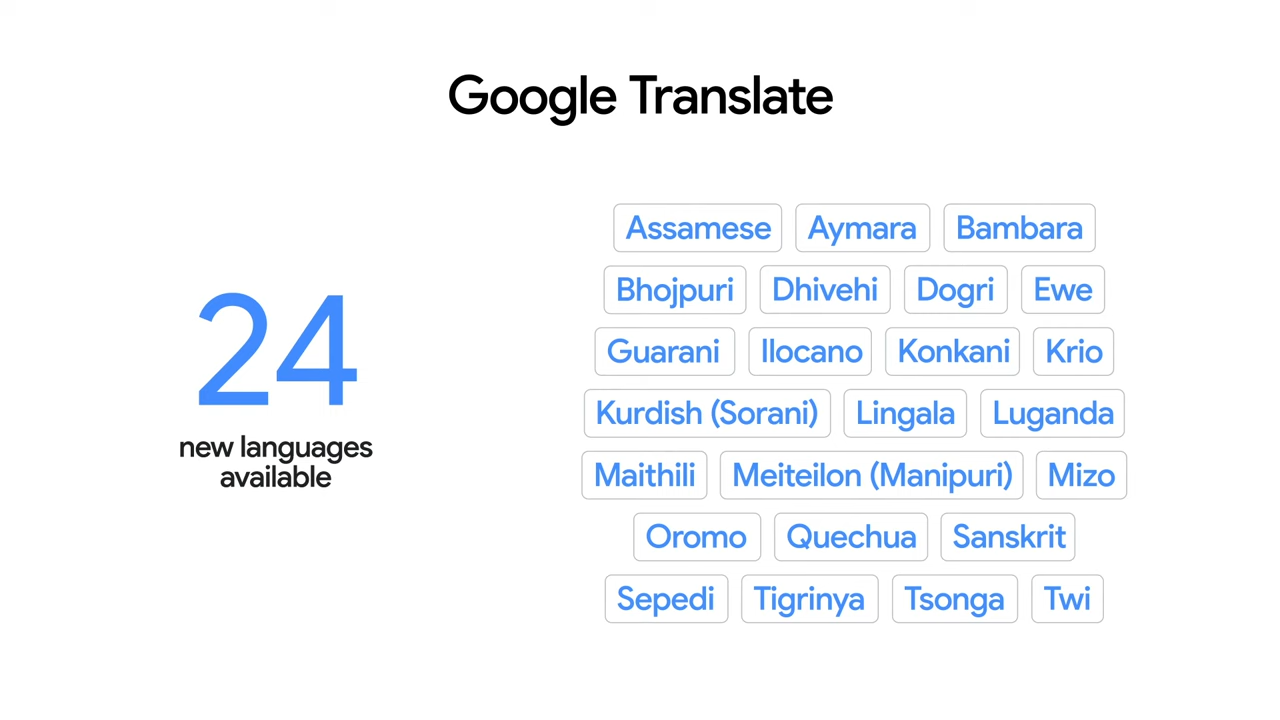 Google Translate
24
new languages
available
Assamese Aymara Bambara
Bhojpuri Dhivehi Dogri Ewe
Guarani Ilocano Konkani Krio
Kurdish (Sorani) Lingala Luganda
Maithili Meiteilon (Manipuri) Mizo
Oromo Quechua Sanskrit
Sepedi Tigrinya Tsonga Twi